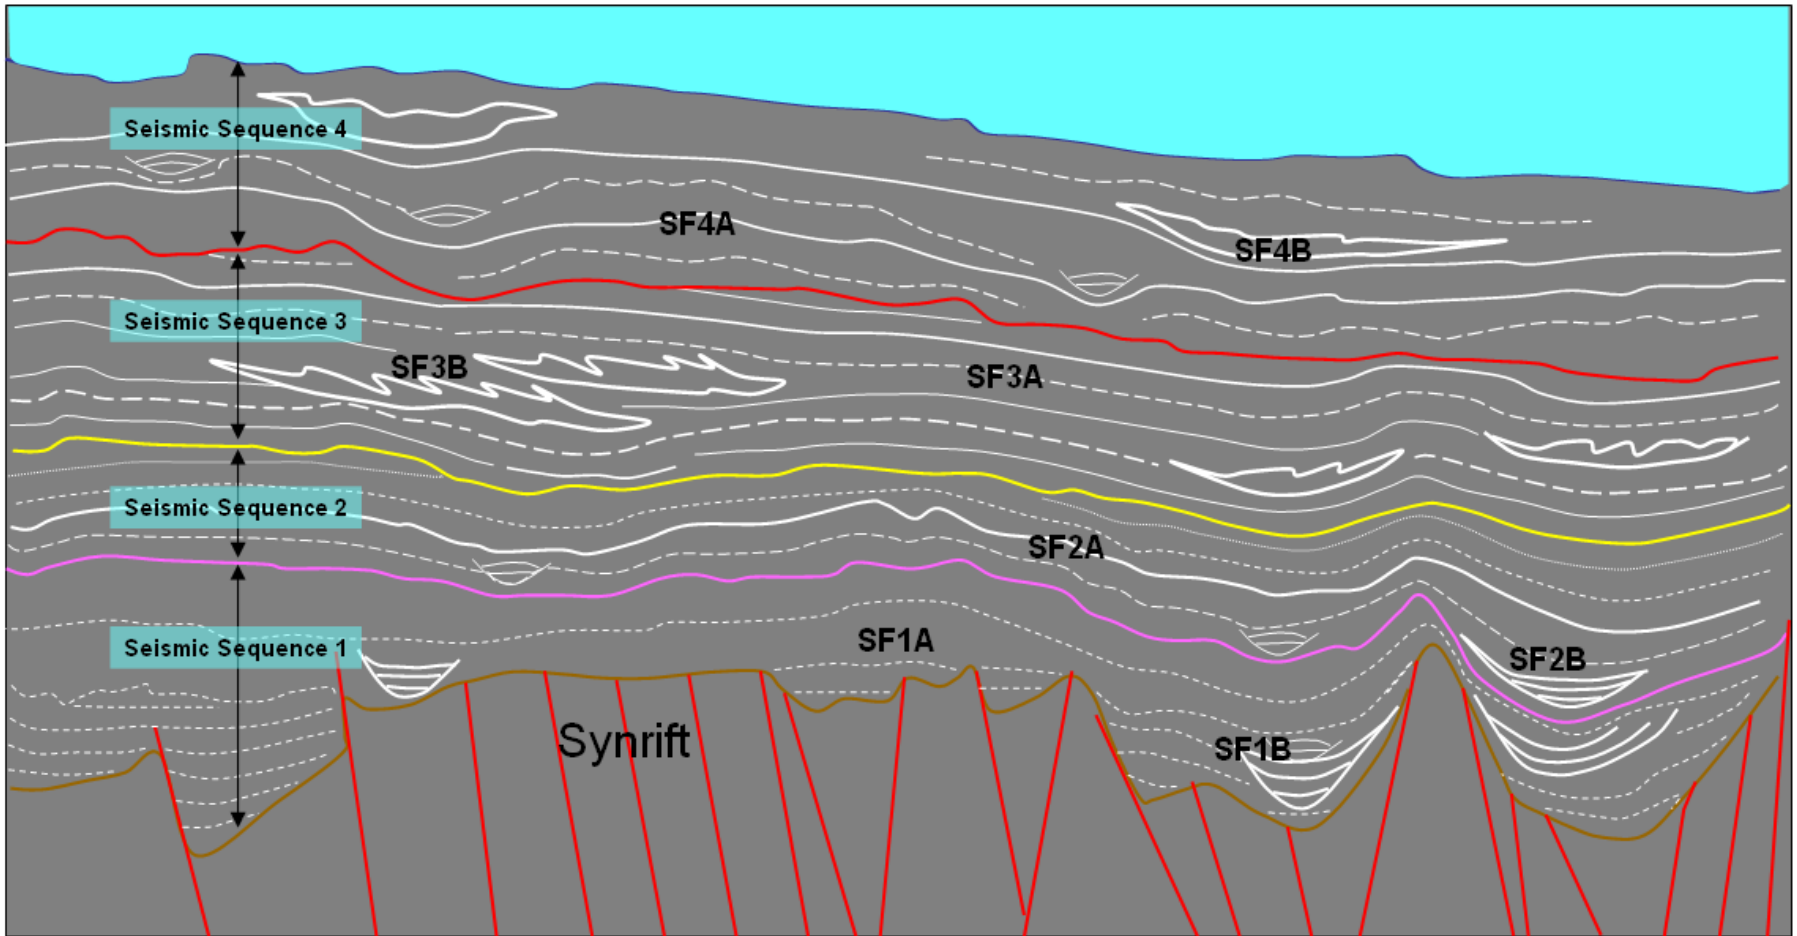 Seismic Sequence 4
SF4A
SF4B
Seismic Sequence 3
SF3B
SF3A
Seismic Sequence 2
SF2A
Seismic Sequence 1
SF1A
SF2B
Synrift
SF1B